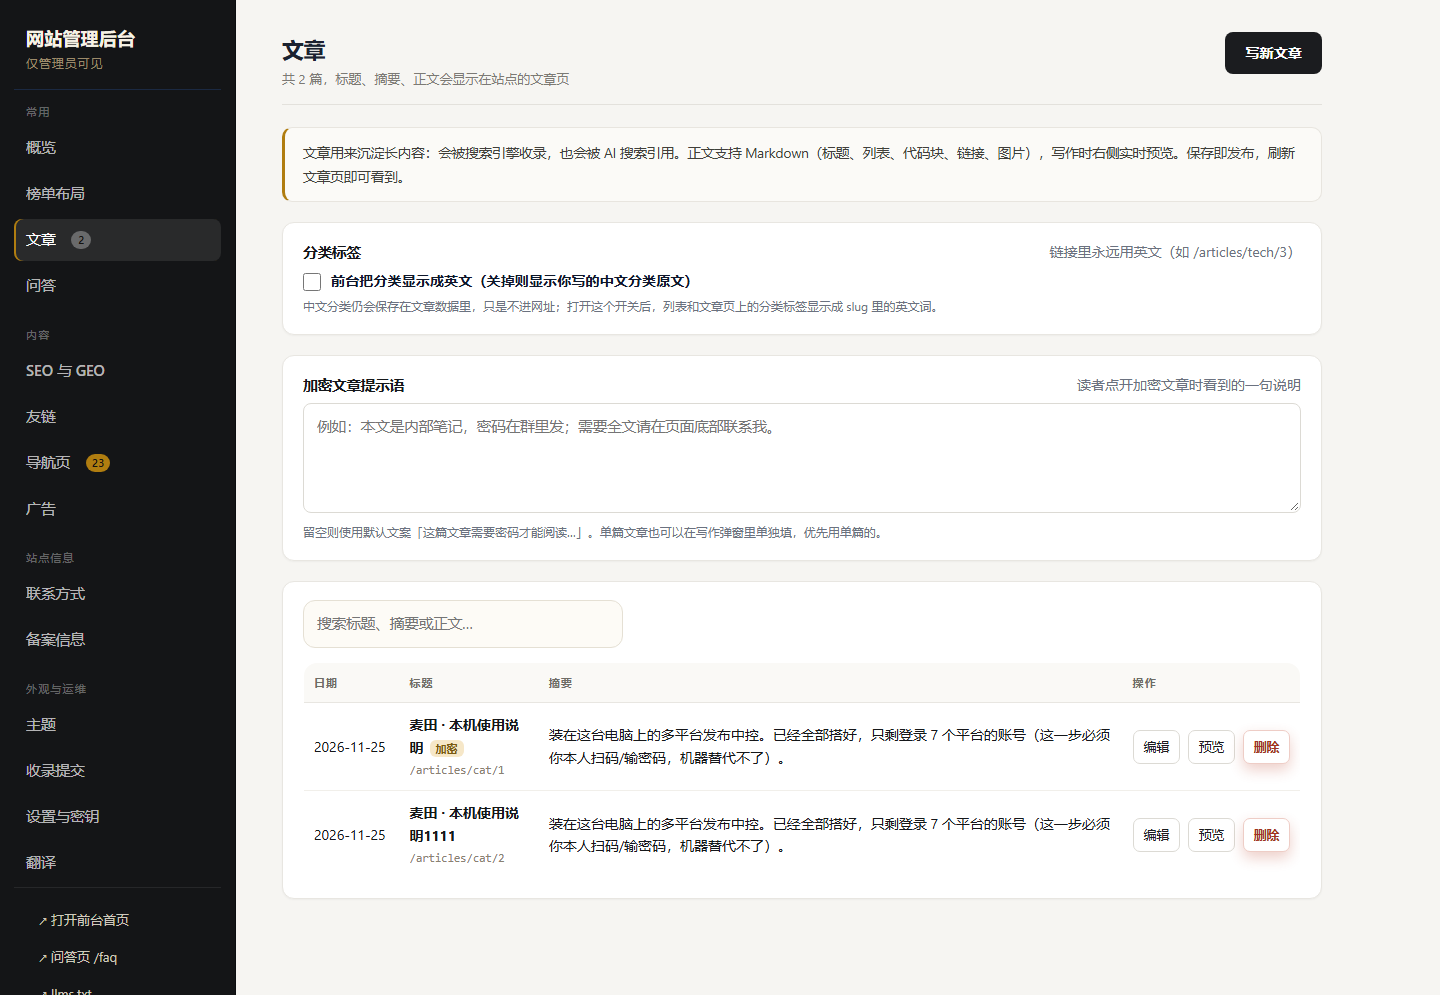 网站管理后台
仅管理员可见
常用
概览
榜单布局
文章 2
问答
内容
SEO 与 GEO
友链
导航页 23
广告
站点信息
联系方式
备案信息
外观与运维
主题
收录提交
设置与密钥
翻译
↗ 打开前台首页
↗ 问答页 /faq
↗ llms.txt
文章
共 2 篇，标题、摘要、正文会显示在站点的文章页
写新文章
文章用来沉淀长内容：会被搜索引擎收录，也会被 AI 搜索引用。正文支持 Markdown（标题、列表、代码块、链接、图片），写作时右侧实时预览。保存即发布，刷新
文章页即可看到。
分类标签
链接里永远用英文（如 /articles/tech/3）
前台把分类显示成英文（关掉则显示你写的中文分类原文）
中文分类仍会保存在文章数据里，只是不进网址；打开这个开关后，列表和文章页上的分类标签显示成 slug 里的英文词。
加密文章提示语
读者点开加密文章时看到的一句说明
例如：本文是内部笔记，密码在群里发；需要全文请在页面底部联系我。
留空则使用默认文案「这篇文章需要密码才能阅读...」。单篇文章也可以在写作弹窗里单独填，优先用单篇的。
搜索标题、摘要或正文...
日期 标题 摘要 操作
2026-11-25
麦田 · 本机使用说
明 加密
/articles/cat/1
装在这台电脑上的多平台发布中控。已经全部搭好，只剩登录 7 个平台的账号（这一步必须
你本人扫码/输密码，机器替代不了）。
编辑 预览 删除
2026-11-25
麦田 · 本机使用说
明1111
/articles/cat/2
装在这台电脑上的多平台发布中控。已经全部搭好，只剩登录 7 个平台的账号（这一步必须
你本人扫码/输密码，机器替代不了）。
编辑 预览 删除